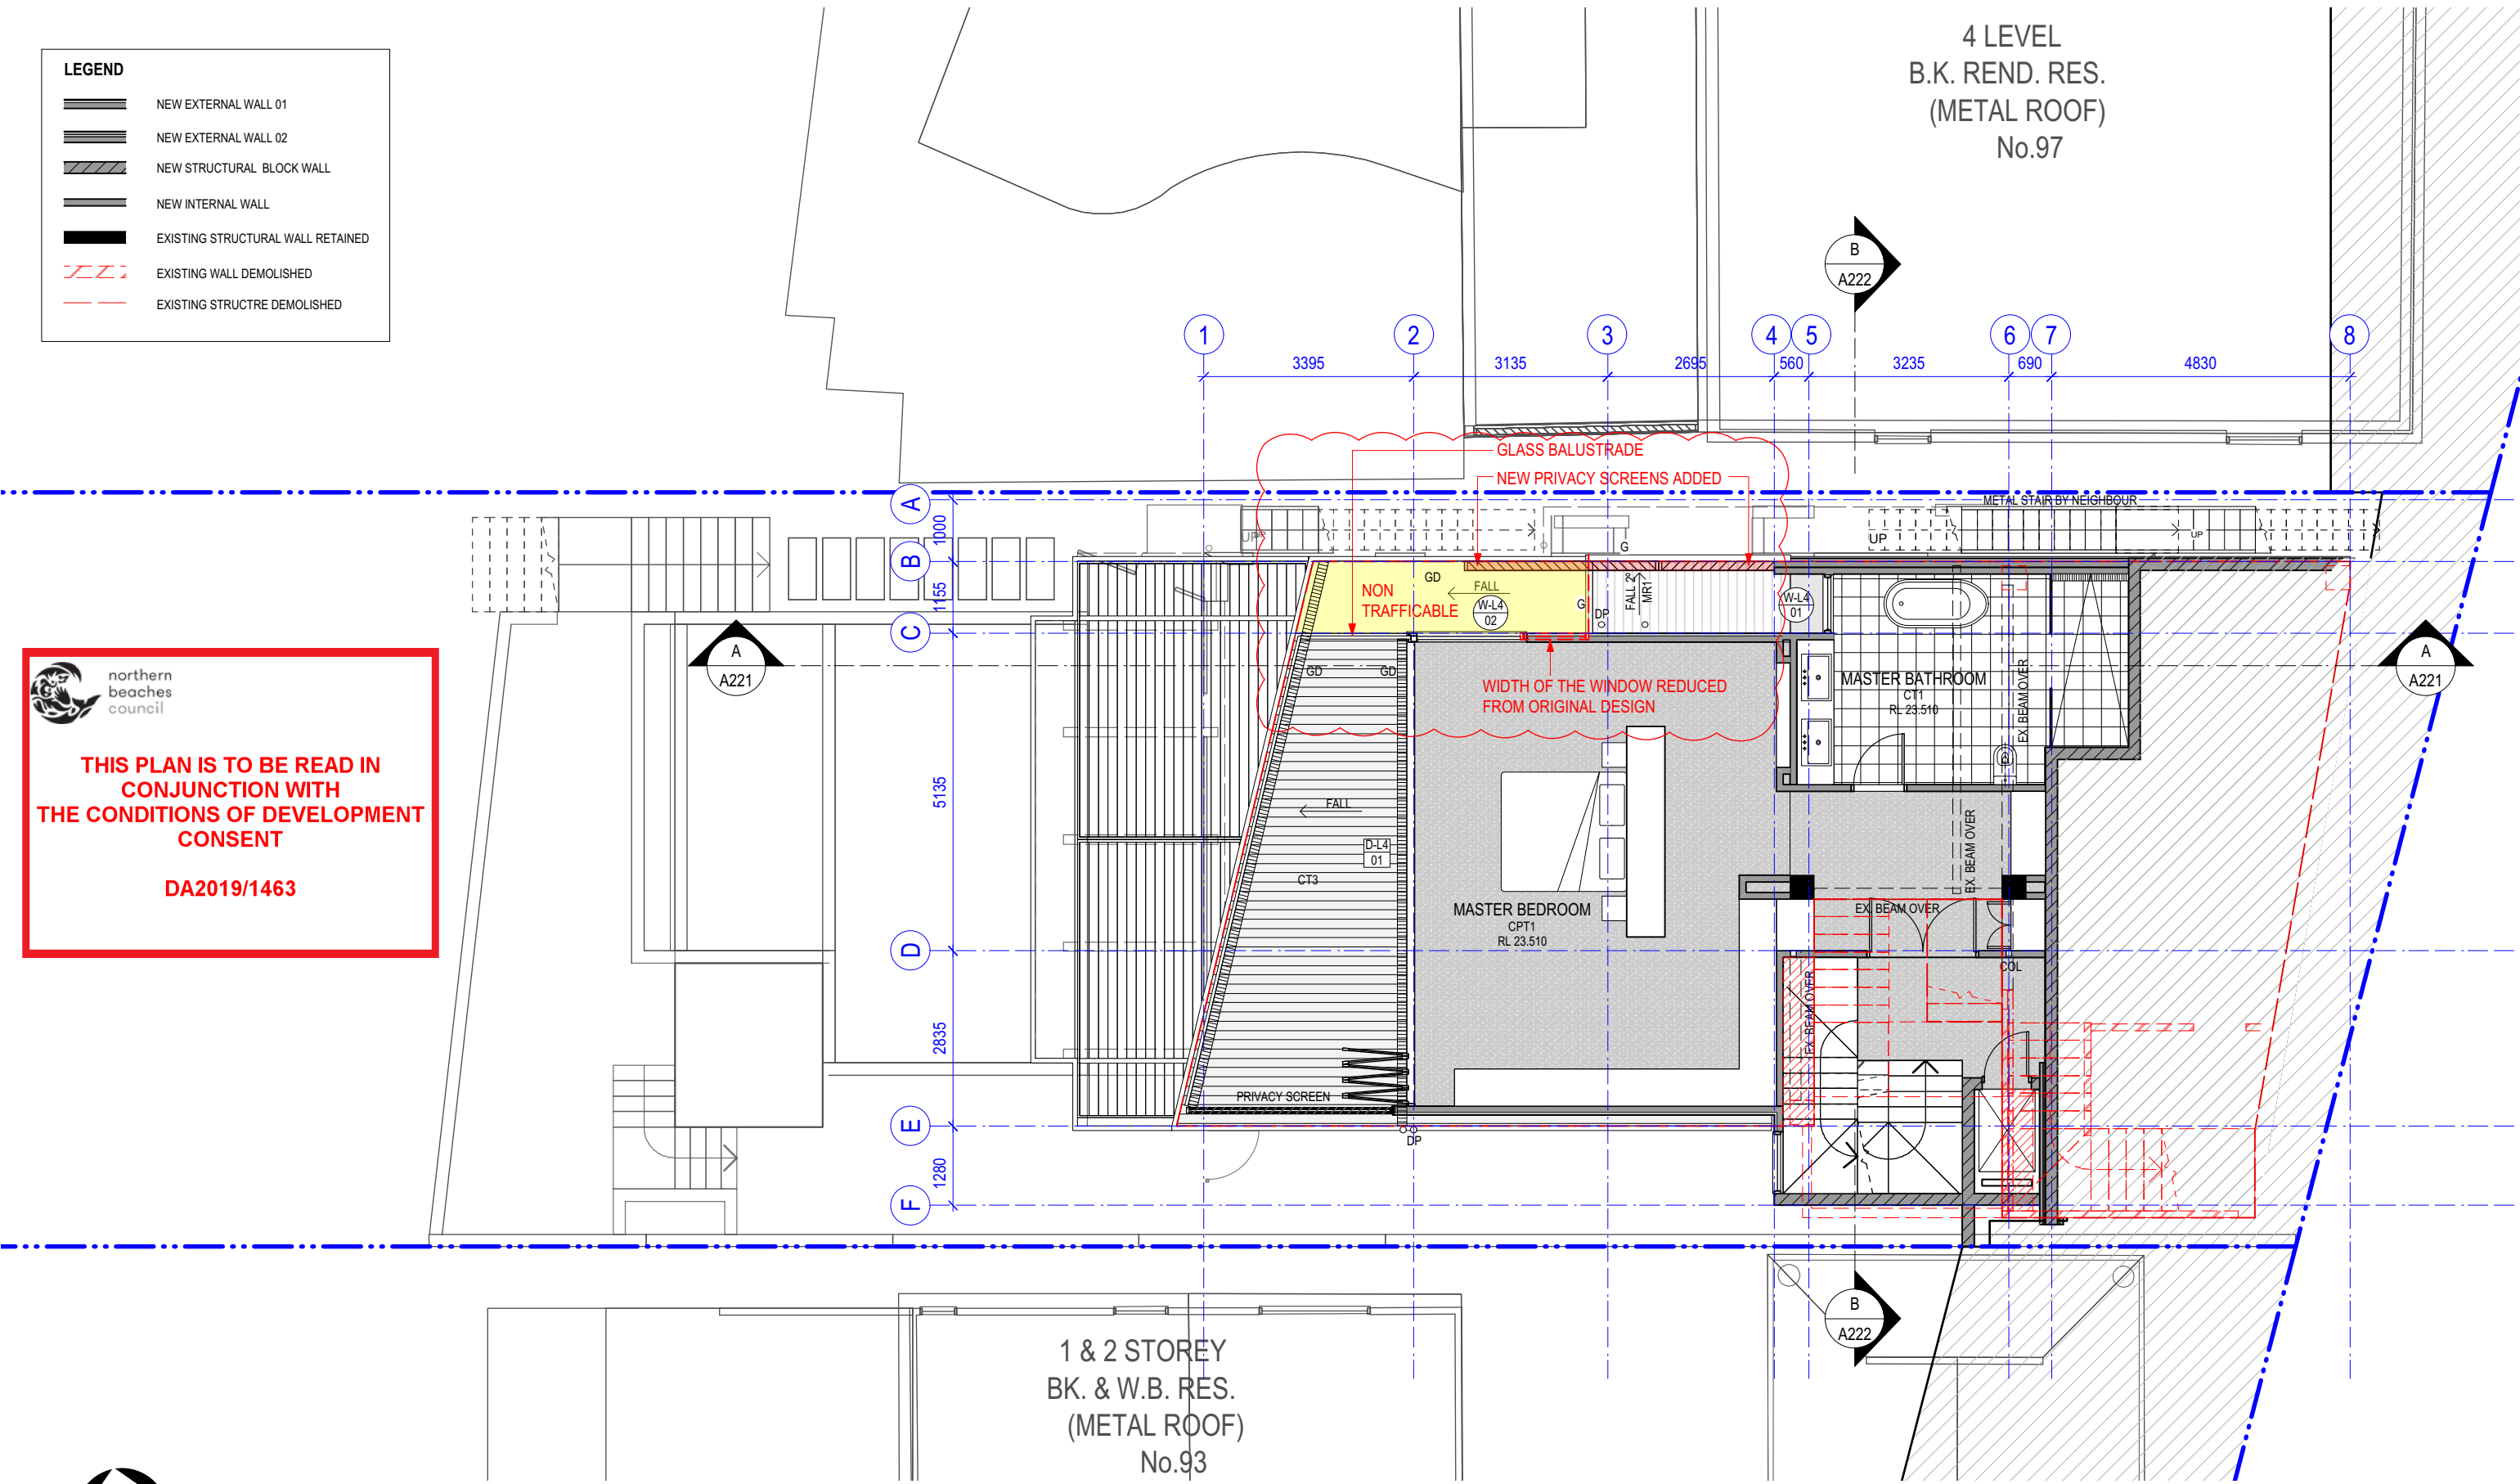 LEGEND
NEW EXTERNAL WALL 01
NEW EXTERNAL WALL 02
NEW STRUCTURAL BLOCK WALL
NEW INTERNAL WALL
EXISTING STRUCTURAL WALL RETAINED
EXISTING WALL DEMOLISHED
EXISTING STRUCTRE DEMOLISHED
4 LEVEL
B.K. REND. RES.
(METAL ROOF)
No.97
B
A222
1
2
3
4
5
6
7
8
3395
3135
2695
560
3235
690
4830
GLASS BALUSTRADE
NEW PRIVACY SCREENS ADDED
METAL STAIR BY NEIGHBOUR
A
B
C
D
E
F
1000
1155
5135
2835
1280
UP
UP
UP
G
GD
NON
TRAFFICABLE
FALL
W-L4
02
G
DP
FALL 2°
MR1
W-L4
01
A
A221
A
A221
GD
GD
WIDTH OF THE WINDOW REDUCED
FROM ORIGINAL DESIGN
MASTER BATHROOM
CT1
RL 23.510
EX BEAM OVER
northern
beaches
council
THIS PLAN IS TO BE READ IN
CONJUNCTION WITH
THE CONDITIONS OF DEVELOPMENT
CONSENT
DA2019/1463
FALL
D-L4
01
CT3
MASTER BEDROOM
CPT1
RL 23.510
EX. BEAM OVER
EX. BEAM OVER
EX. BEAM OVER
COL
PRIVACY SCREEN
DP
B
A222
1 & 2 STOREY
BK. & W.B. RES.
(METAL ROOF)
No.93